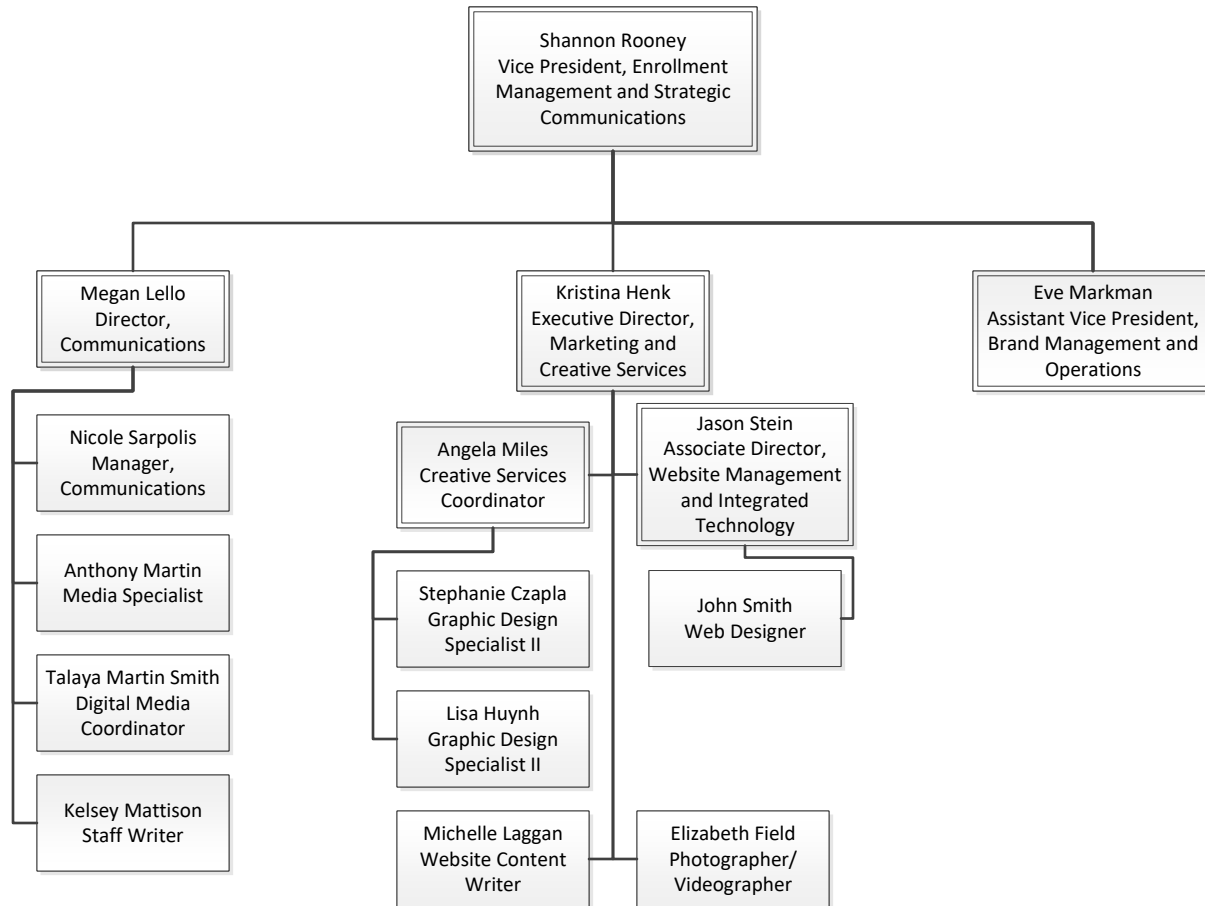 Shannon Rooney
Vice President, Enrollment
Management and Strategic
Communications
Megan Lello
Director,
Communications
Kristina Henk
Executive Director,
Marketing and
Creative Services
Eve Markman
Assistant Vice President,
Brand Management and
Operations
Nicole Sarpolis
Manager,
Communications
Anthony Martin
Media Specialist
Talaya Martin Smith
Digital Media
Coordinator
Kelsey Mattison
Staff Writer
Angela Miles
Creative Services
Coordinator
Jason Stein
Associate Director,
Website Management
and Integrated
Technology
Stephanie Czapla
Graphic Design
Specialist II
John Smith
Web Designer
Lisa Huynh
Graphic Design
Specialist II
Michelle Laggan
Website Content
Writer
Elizabeth Field
Photographer/
Videographer